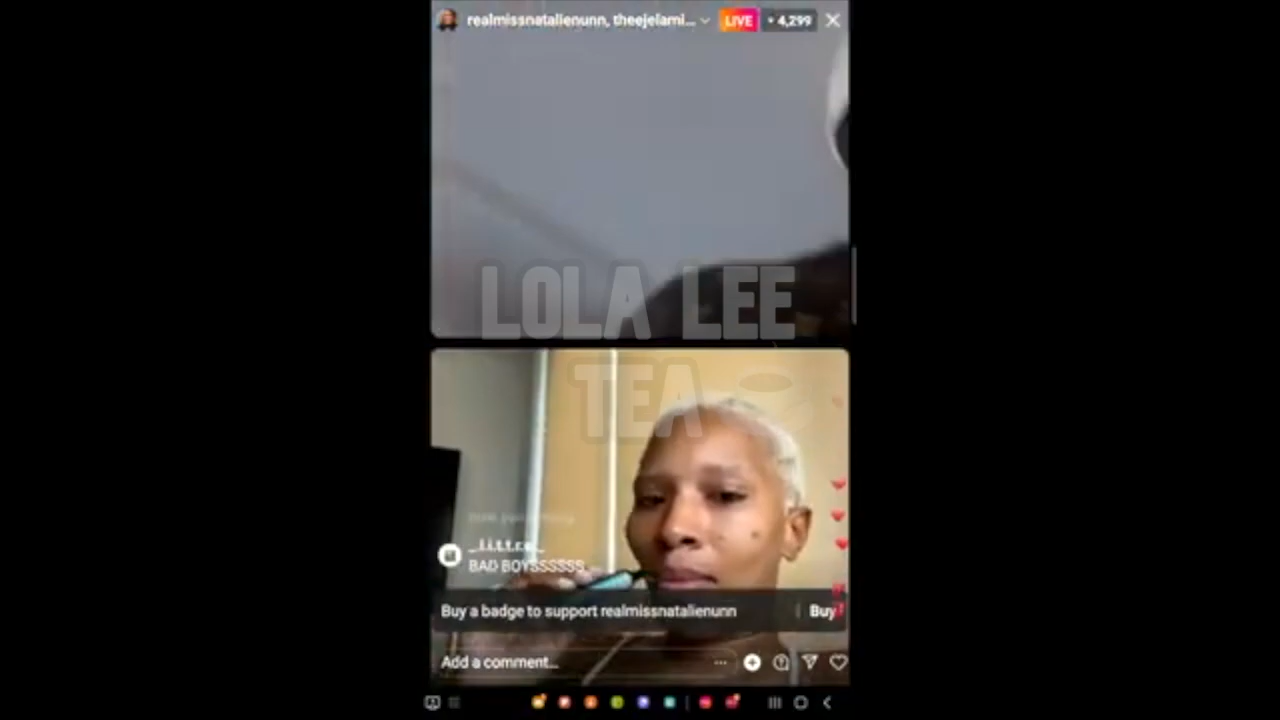 realmissnatalienunn, theejelami... LIVE 4,299
LOLA LEE
TEA
BAD BOYSSSSSS
Buy a badge to support realmissnatalienunn Buy
Add a comment...